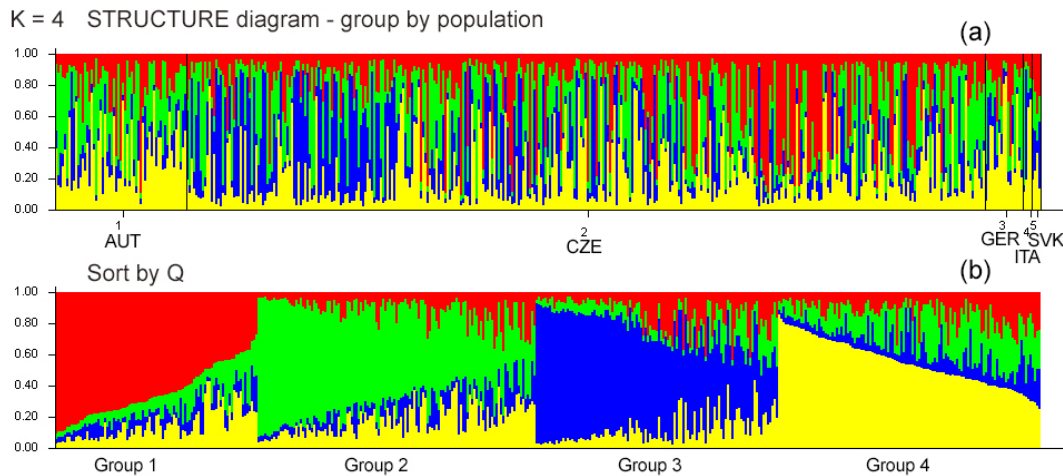 K = 4 STRUCTURE diagram - group by population
(a)
1.00
0.80
0.60
0.40
0.20
0.00
1 2 3 4 5
AUT CZE GER SVK
ITA
Sort by Q
(b)
1.00
0.80
0.60
0.40
0.20
0.00
Group 1 Group 2 Group 3 Group 4